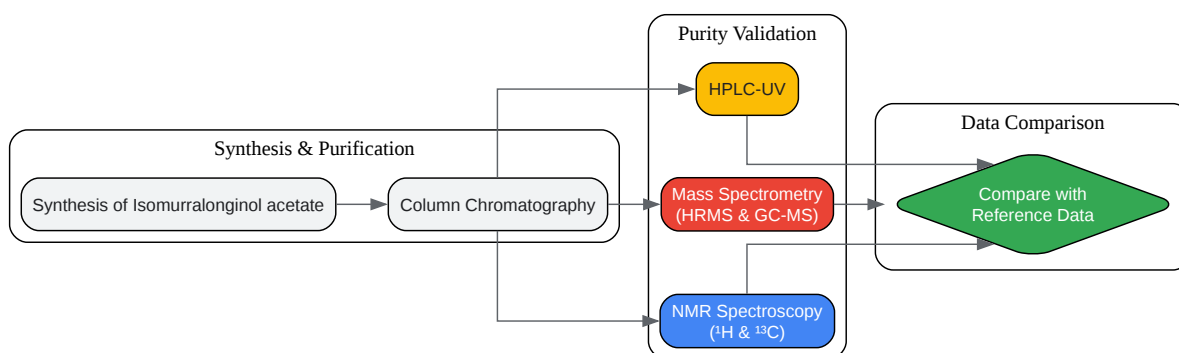 Synthesis & Purification
Synthesis of Isomurralonginol acetate
Column Chromatography
Purity Validation
HPLC-UV
Mass Spectrometry
(HRMS & GC-MS)
NMR Spectroscopy
(¹H & ¹³C)
Data Comparison
Compare with
Reference Data